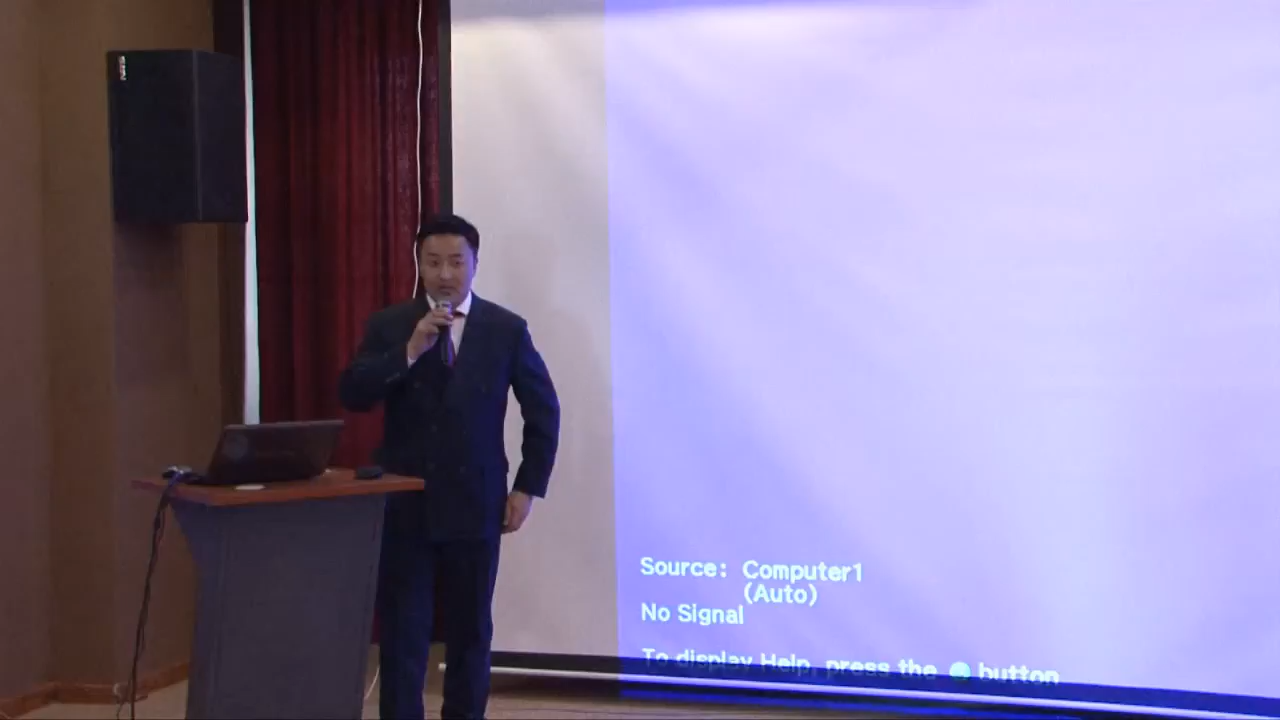 Source: Computer1
(Auto)
No Signal
To display Help, press the button